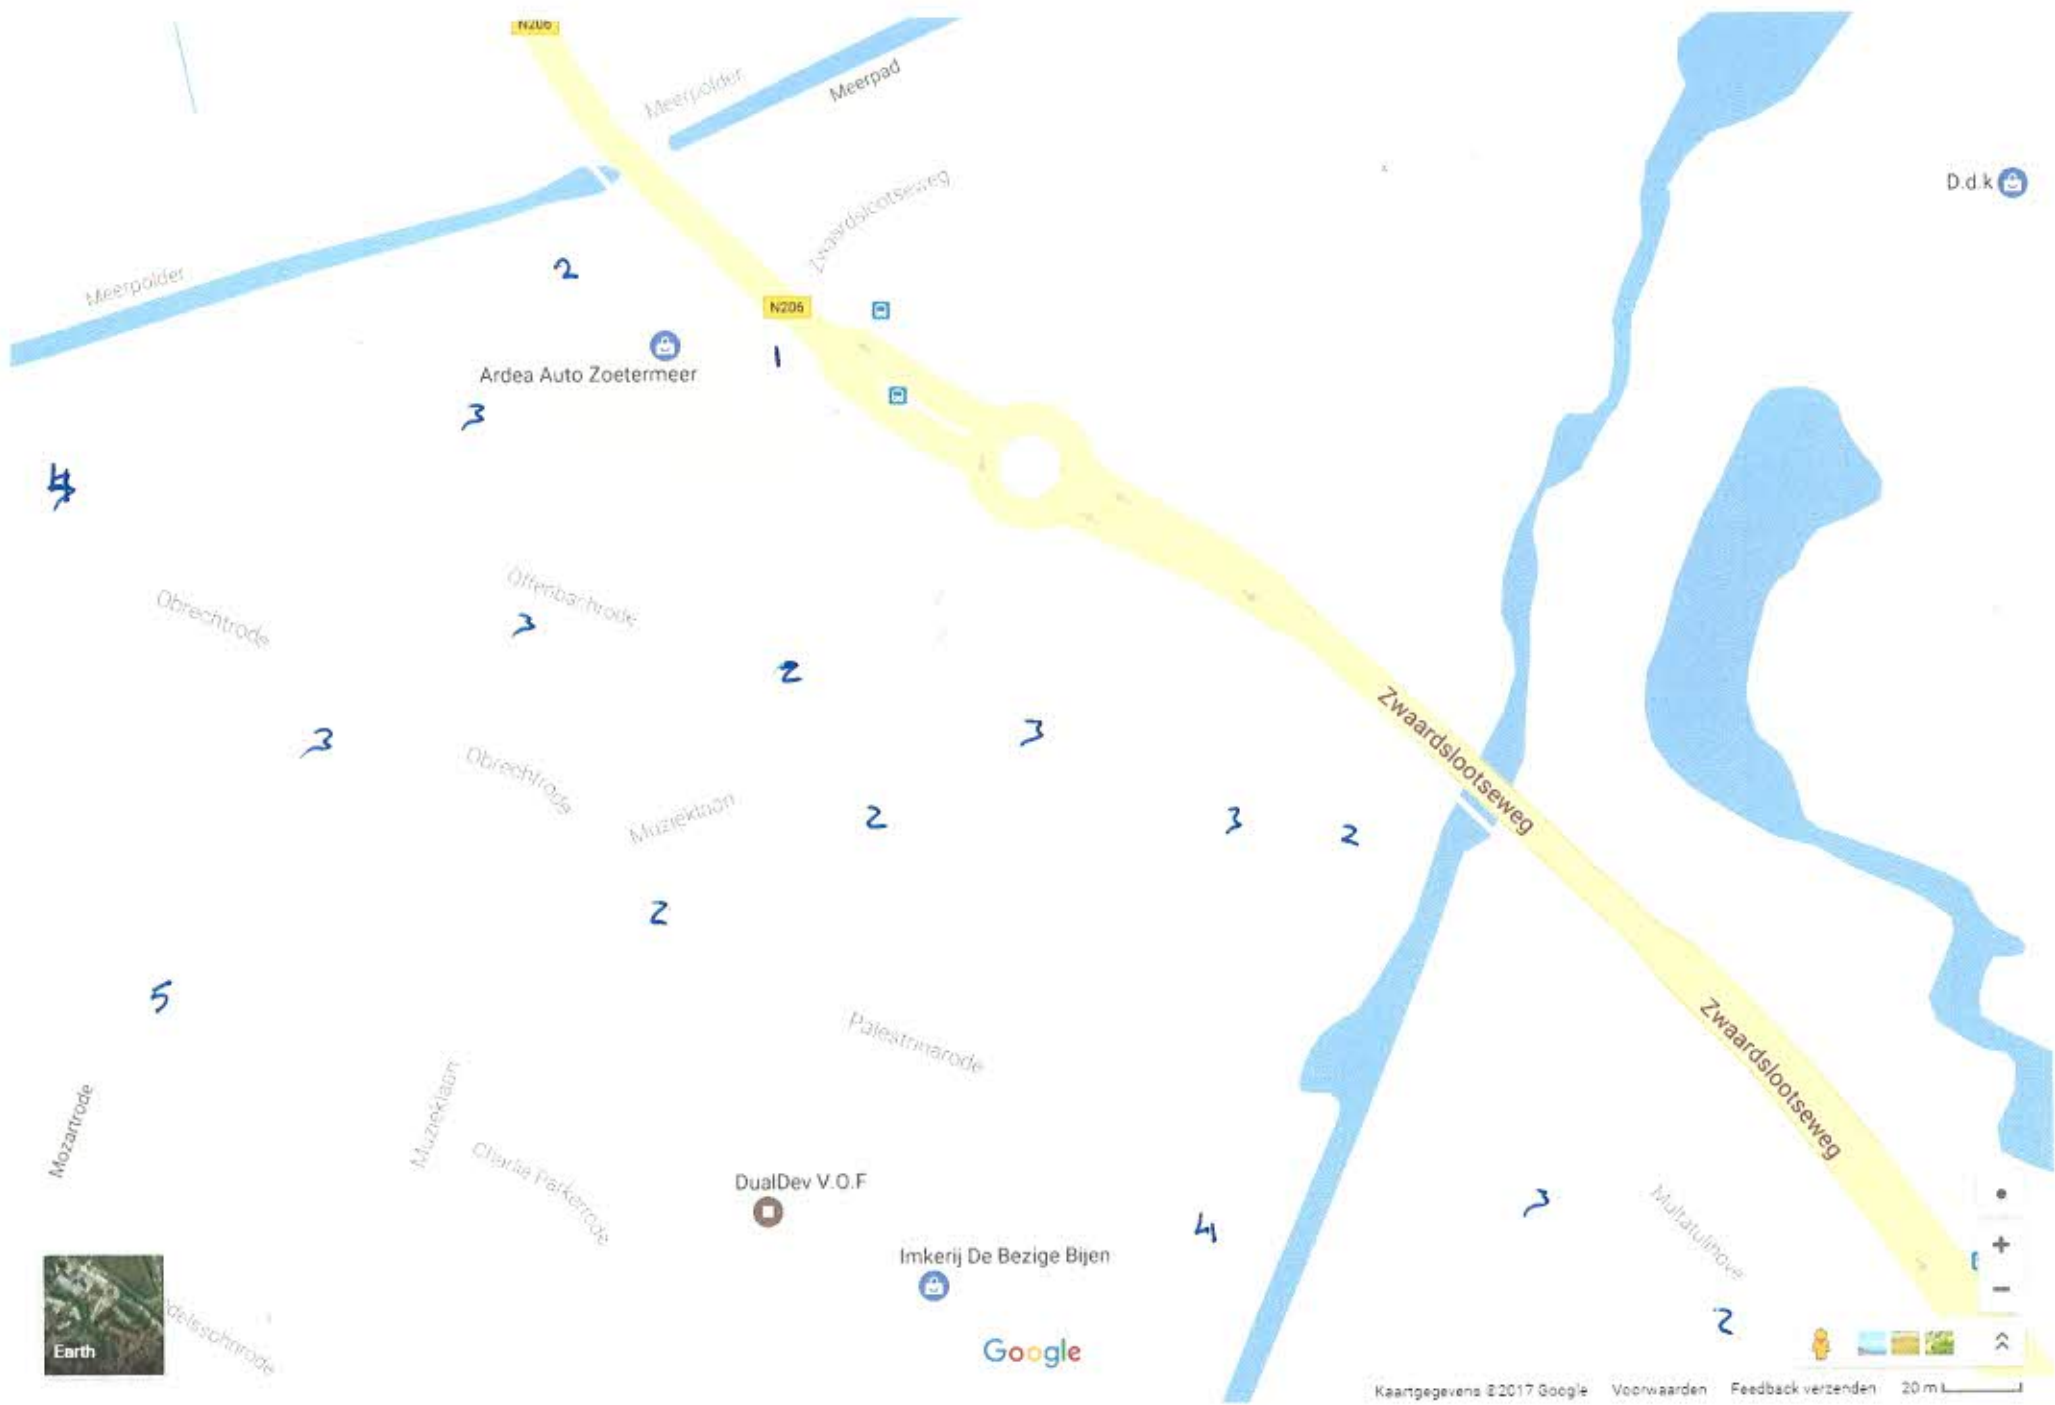 N206
Meerpolder
Meerpad
Zwaardslootseweg
D.d.k
Meerpolder
2
N206
Ardea Auto Zoetermeer
1
3
4
Obrechtrode
Offenbachrode
3
2
3
3
Zwaardslootseweg
Obrechtrode
Muzieklaan
2
3
2
2
5
Palestrinarode
Zwaardslootseweg
Mozartrode
Muzieklaan
Charlie Parkerrode
DualDev V.O.F
4
3
Multatulihove
Imkerij De Bezige Bijen
delssohnrode
2
Earth
Google
Kaartgegevens ©2017 Google Voorwaarden Feedback verzenden 20 m